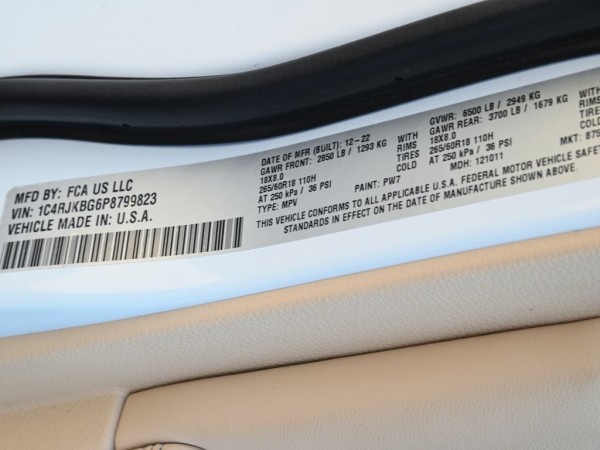 MFD BY: FCA US LLC
VIN: 1C4RJKBG6P8799823
VEHICLE MADE IN: U.S.A.
DATE OF MFR (BUILT): 12-22
GAWR FRONT: 2850 LB / 1293 KG WITH
18X8.0 RIMS
265/60R18 110H TIRES
AT 250 kPa / 36 PSI COLD
TYPE: MPV PAINT: PW7
GVWR: 6500 LB / 2949 KG
GAWR REAR: 3700 LB / 1679 KG WITH
18X8.0 RIMS
265/60R18 110H TIRES
AT 250 kPa / 36 PSI COLD
MDH: 121011 MKT:
THIS VEHICLE CONFORMS TO ALL APPLICABLE U.S.A. FEDERAL MOTOR VEHICLE SAFETY
STANDARDS IN EFFECT ON THE DATE OF MANUFACTURE SHOWN ABOVE.